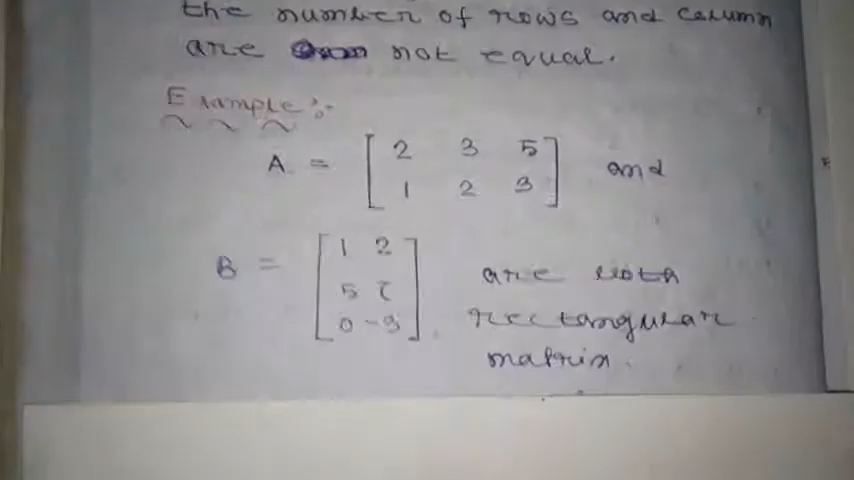 the number of rows and column
are not equal.
Example :-
A = [ 2 3 5
1 2 3 ] and
B = [ 1 2
5 7
0 -3 ] are both
rectangular
matrix.